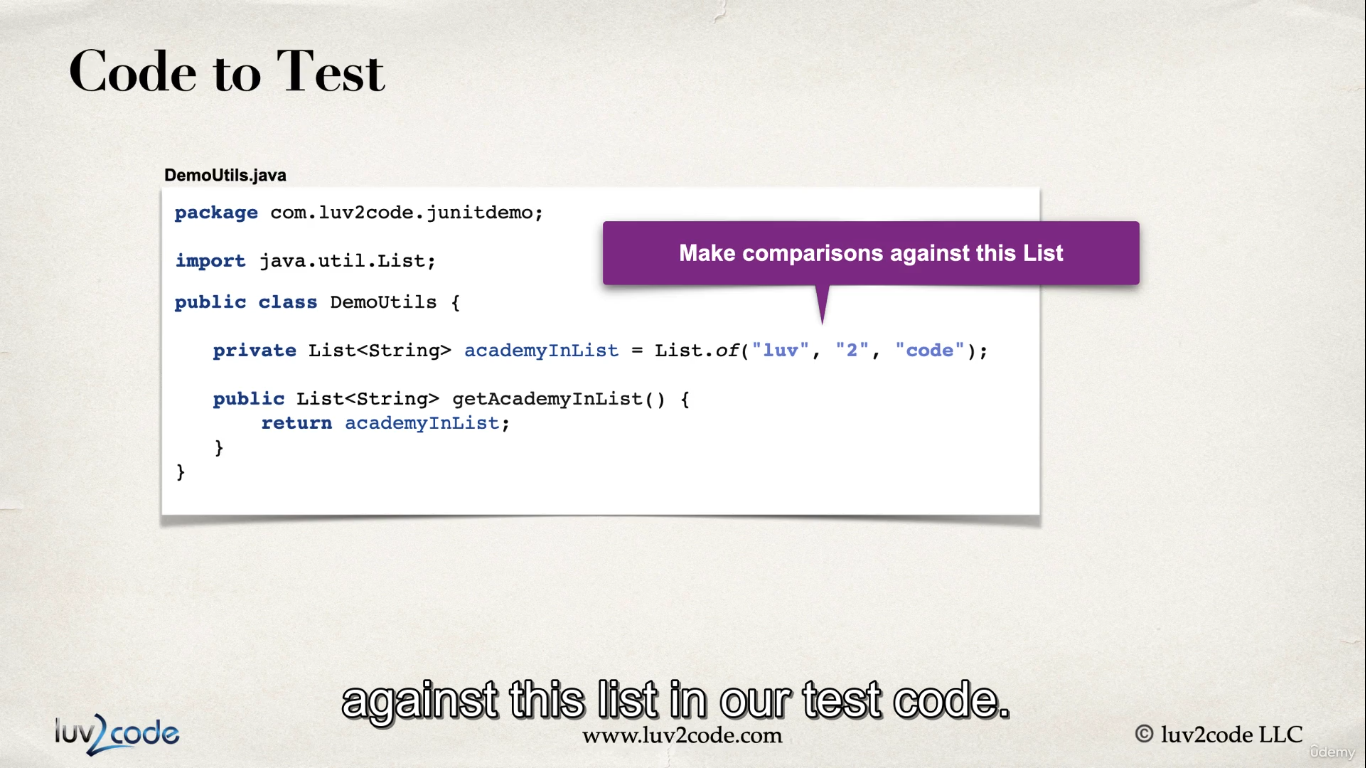 Code to Test
DemoUtils.java
package com.luv2code.junitdemo;
Make comparisons against this List
import java.util.List;
public class DemoUtils {
private List<String> academyInList = List.of("luv", "2", "code");
public List<String> getAcademyInList() {
return academyInList;
}
}
against this list in our test code.
luv2code
www.luv2code.com
© luv2code LLC
ûdemy